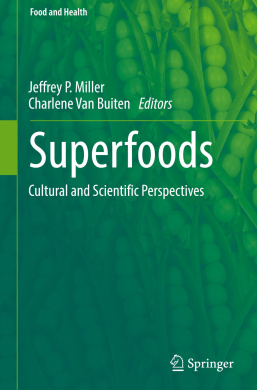 Food and Health
Jeffrey P. Miller
Charlene Van Buiten Editors
Superfoods
Cultural and Scientific Perspectives
Springer